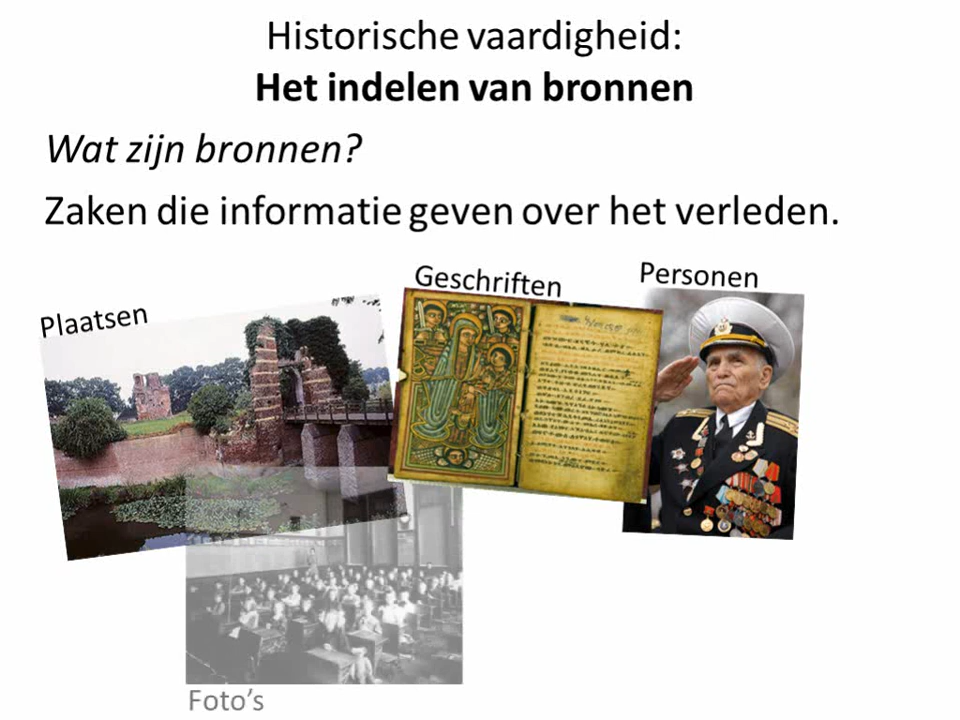 Historische vaardigheid:
Het indelen van bronnen
Wat zijn bronnen?
Zaken die informatie geven over het verleden.
Plaatsen
Geschriften
Personen
Foto's